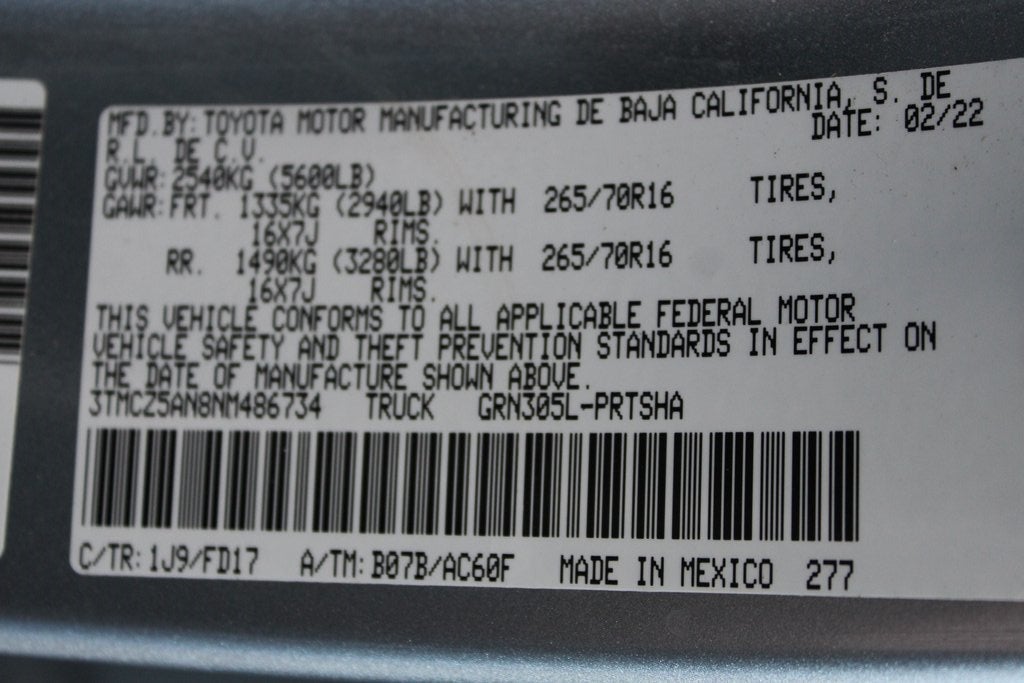 MFD.BY:TOYOTA MOTOR MANUFACTURING DE BAJA CALIFORNIA, S. DE
R.L. DE C.V. DATE: 02/22
GVWR:2540KG (5600LB)
GAWR:FRT. 1335KG (2940LB) WITH 265/70R16 TIRES,
16X7J RIMS.
RR. 1490KG (3280LB) WITH 265/70R16 TIRES,
16X7J RIMS.
THIS VEHICLE CONFORMS TO ALL APPLICABLE FEDERAL MOTOR
VEHICLE SAFETY AND THEFT PREVENTION STANDARDS IN EFFECT ON
THE DATE OF MANUFACTURE SHOWN ABOVE.
3TMCZ5AN8NM486734 TRUCK GRN305L-PRTSHA
C/TR:1J9/FD17 A/TM:B07B/AC60F MADE IN MEXICO 277